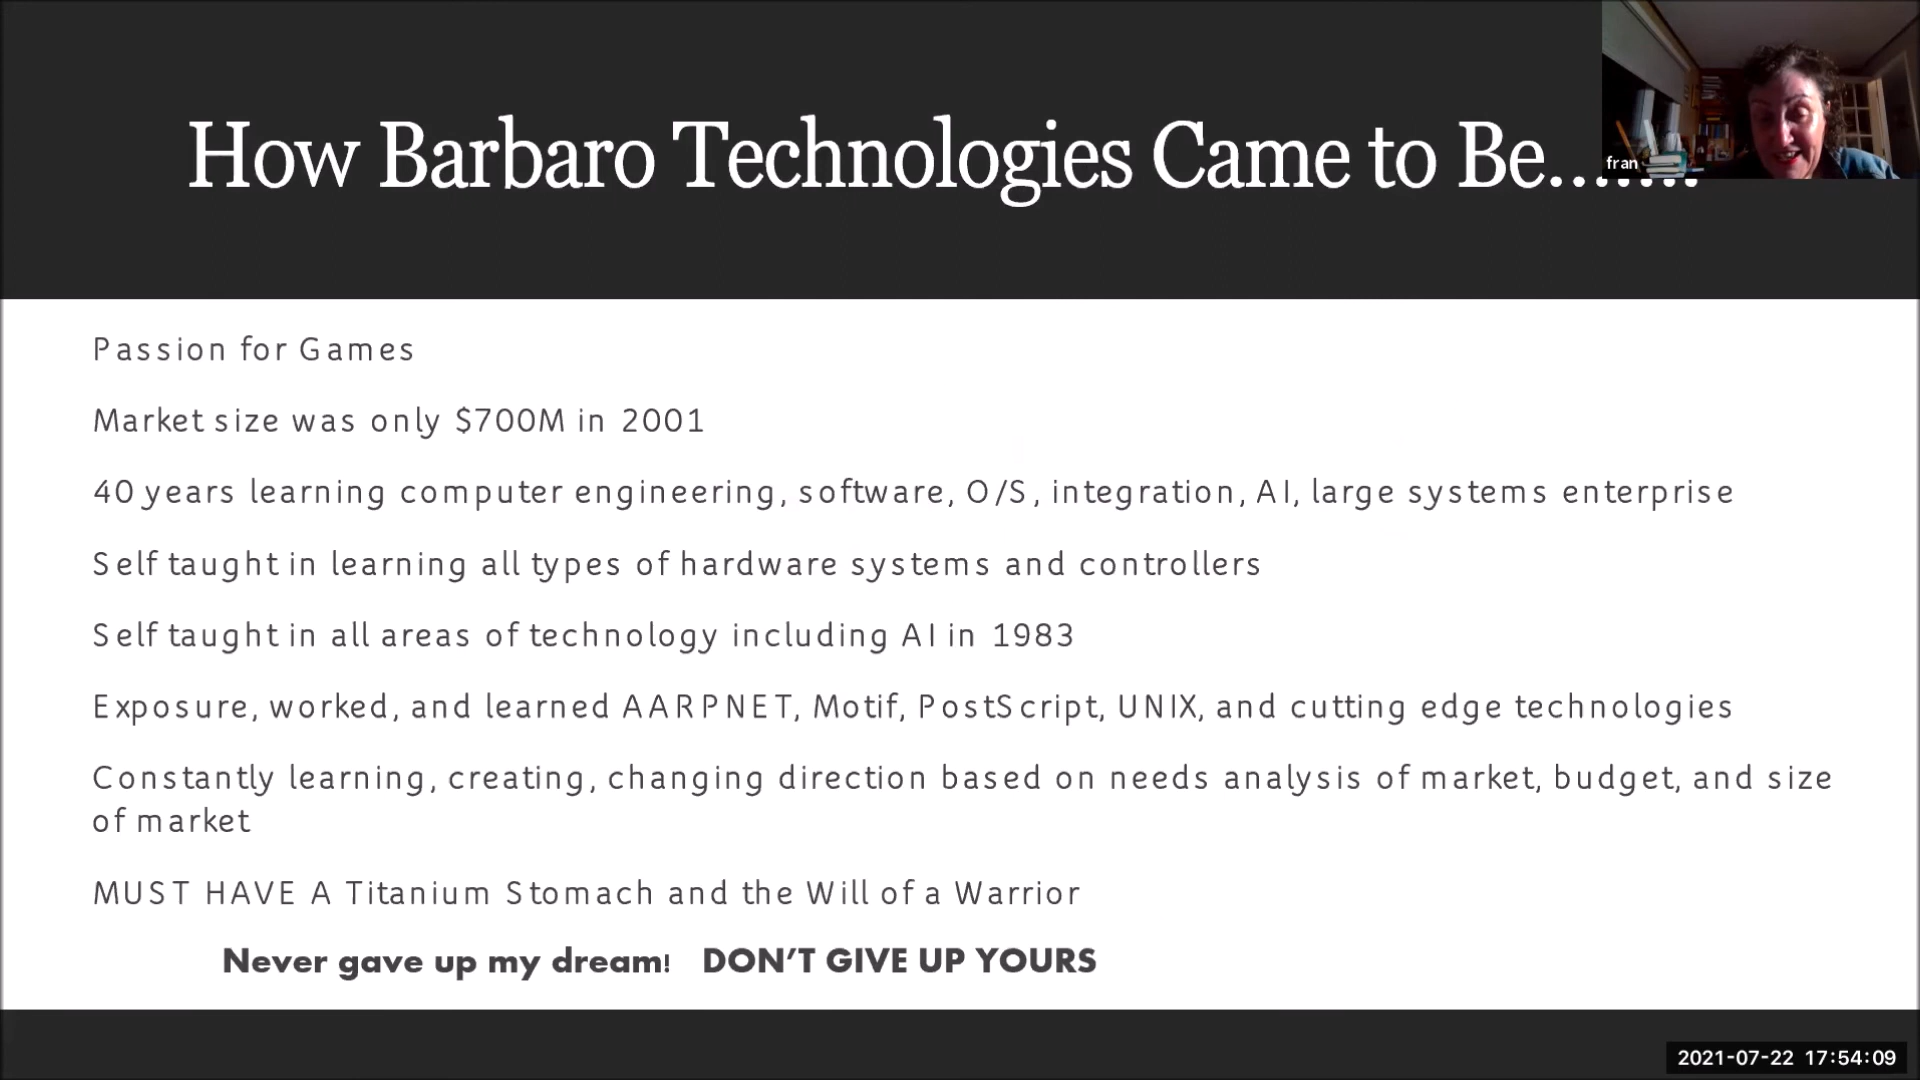 How Barbaro Technologies Came to Be.......
fran
Passion for Games
Market size was only $700M in 2001
40 years learning computer engineering, software, O/S, integration, AI, large systems enterprise
Self taught in learning all types of hardware systems and controllers
Self taught in all areas of technology including AI in 1983
Exposure, worked, and learned AARPNET, Motif, PostScript, UNIX, and cutting edge technologies
Constantly learning, creating, changing direction based on needs analysis of market, budget, and size
of market
MUST HAVE A Titanium Stomach and the Will of a Warrior
Never gave up my dream! DON’T GIVE UP YOURS
2021-07-22 17:54:09